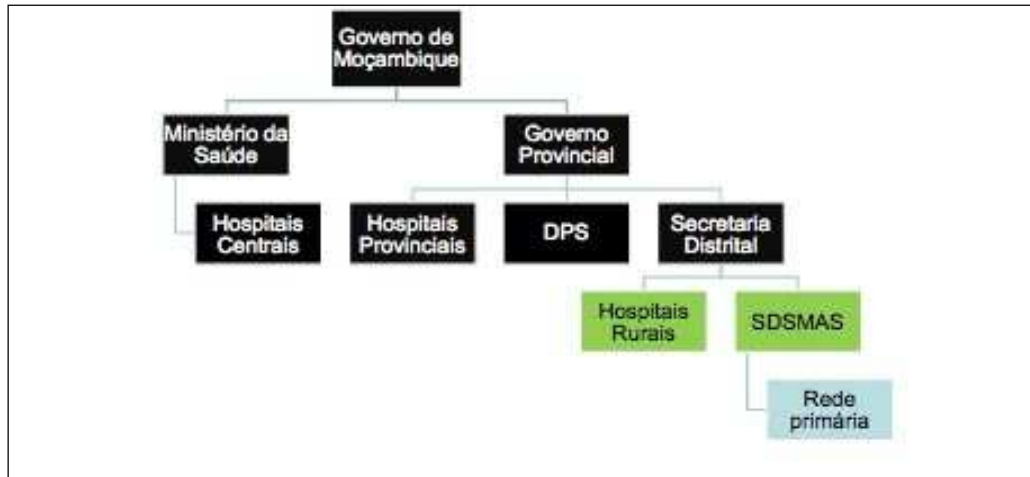 Governo de
Moçambique
Ministério da
Saúde
Governo
Provincial
Hospitais
Centrais
Hospitais
Provinciais
DPS
Secretaria
Distrital
Hospitais
Rurais
SDSMAS
Rede
primária